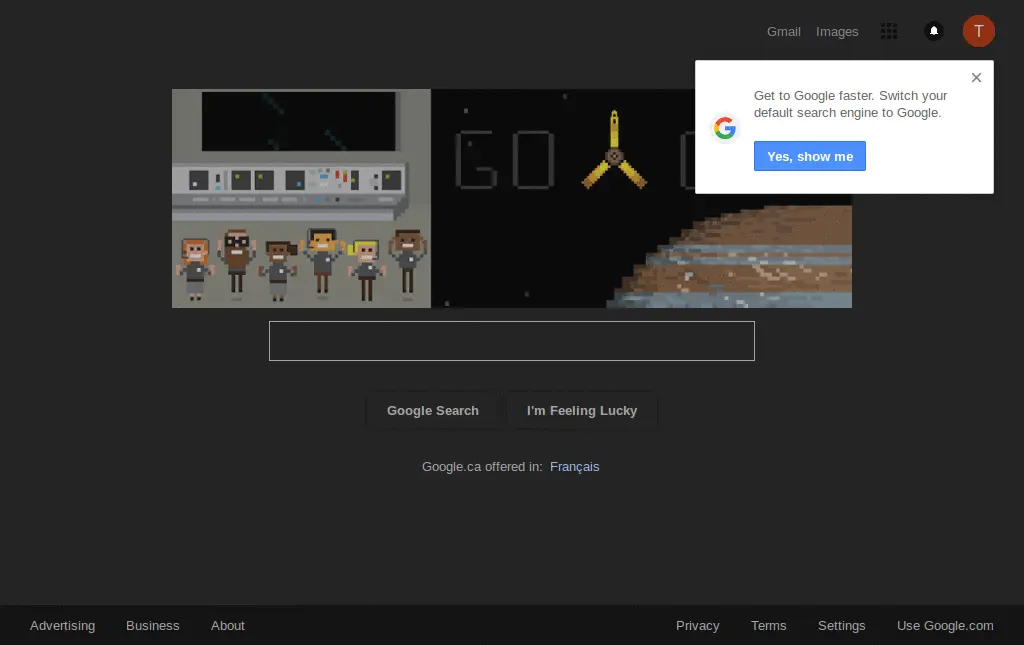 Gmail Images
T
Get to Google faster. Switch your
default search engine to Google.
Yes, show me
GO
Google Search I'm Feeling Lucky
Google.ca offered in: Français
Advertising Business About
Privacy Terms Settings Use Google.com